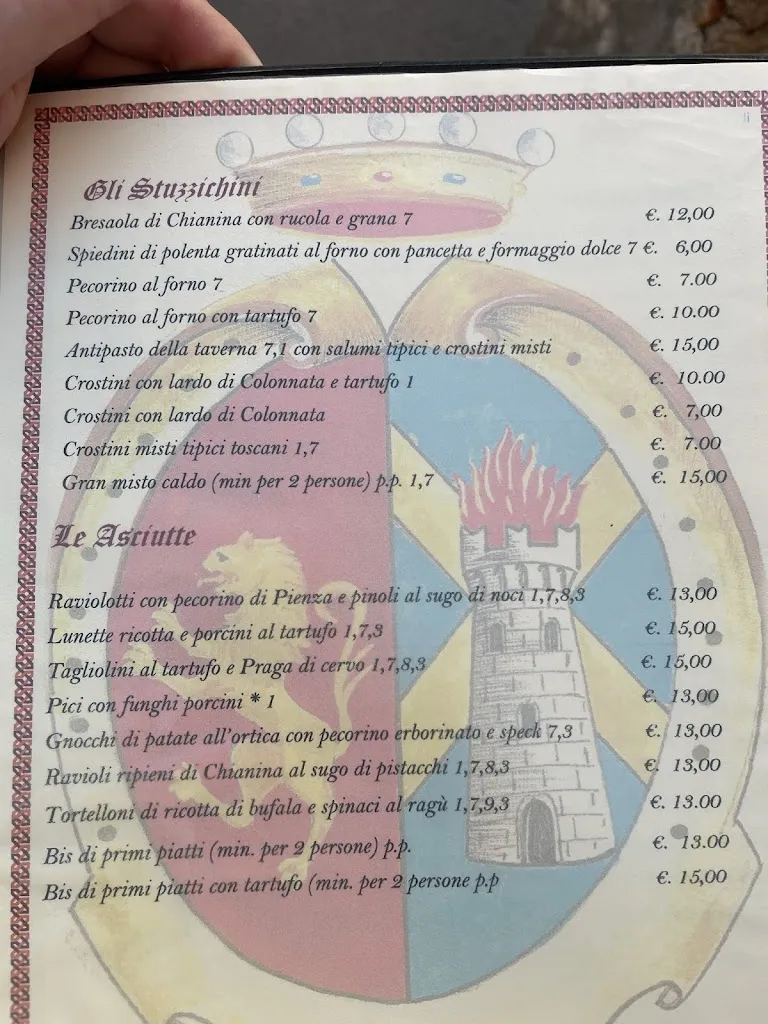 Gli Stuzzichini
Bresaola di Chianina con rucola e grana 7 €. 12,00
Spiedini di polenta gratinati al forno con pancetta e formaggio dolce 7 €. 6,00
Pecorino al forno 7 €. 7.00
Pecorino al forno con tartufo 7 €. 10.00
Antipasto della taverna 7,1 con salumi tipici e crostini misti €. 15,00
Crostini con lardo di Colonnata e tartufo 1 €. 10.00
Crostini con lardo di Colonnata €. 7,00
Crostini misti tipici toscani 1,7 €. 7.00
Gran misto caldo (min per 2 persone) p.p. 1,7 €. 15,00
Le Asciutte
Raviolotti con pecorino di Pienza e pinoli al sugo di noci 1,7,8,3 €. 13,00
Lunette ricotta e porcini al tartufo 1,7,3 €. 15,00
Tagliolini al tartufo e Praga di cervo 1,7,8,3 €. 15,00
Pici con funghi porcini * 1 €. 13,00
Gnocchi di patate all'ortica con pecorino erborinato e speck 7,3 €. 13,00
Ravioli ripieni di Chianina al sugo di pistacchi 1,7,8,3 €. 13,00
Tortelloni di ricotta di bufala e spinaci al ragù 1,7,9,3 €. 13.00
Bis di primi piatti (min. per 2 persone) p.p. €. 13.00
Bis di primi piatti con tartufo (min. per 2 persone p.p €. 15,00